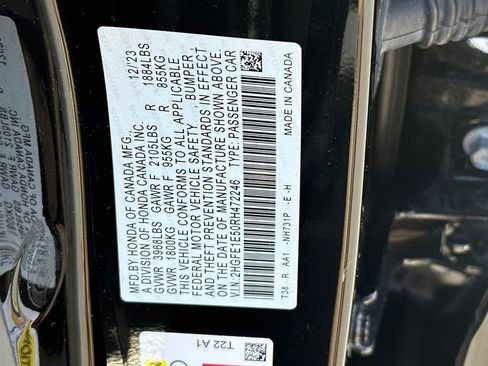 MFD. BY HONDA OF CANADA MFG.,
A DIVISION OF HONDA CANADA INC. 12/23
GVWR 3968LBS GAWR F 2105LBS R 1884LBS
GVWR 1800KG GAWR F 955KG R 855KG
THIS VEHICLE CONFORMS TO ALL APPLICABLE
FEDERAL MOTOR VEHICLE SAFETY, BUMPER,
AND THEFT PREVENTION STANDARDS IN EFFECT
ON THE DATE OF MANUFACTURE SHOWN ABOVE.
V.I.N.:2HGFE1E50RH472246 TYPE:PASSENGER CAR
T38 R AA1 -NH731P -E -H MADE IN CANADA
T22 A1